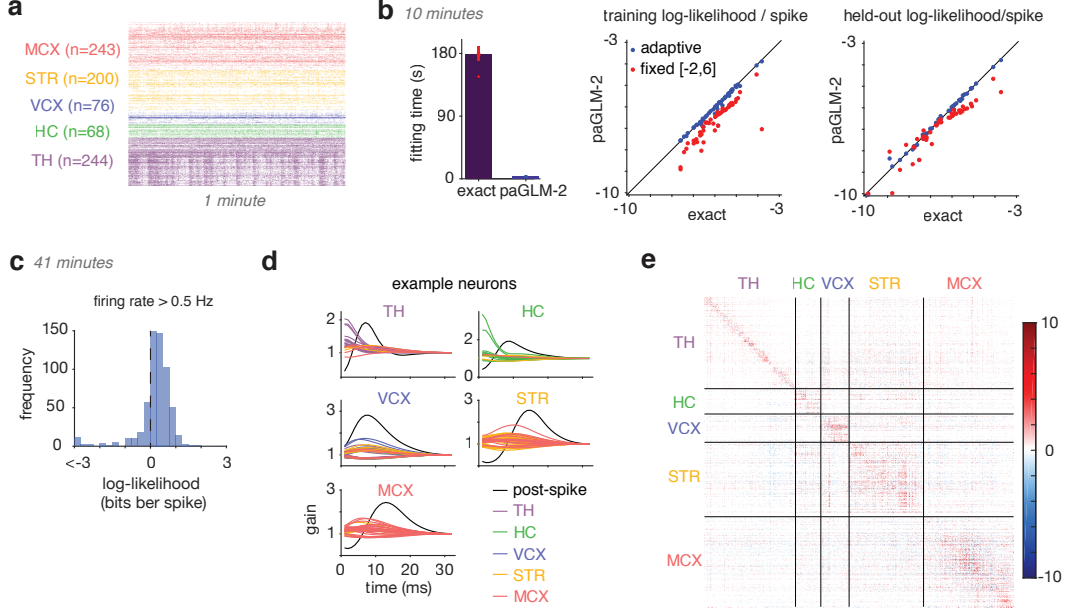 a
MCX (n=243)
STR (n=200)
VCX (n=76)
HC (n=68)
TH (n=244)
1 minute
b
10 minutes
fitting time (s)
180
90
0
exact paGLM-2
training log-likelihood / spike
-3
adaptive
fixed [-2,6]
paGLM-2
-10
-10
-3
exact
held-out log-likelihood/spike
-3
paGLM-2
-10
-10
-3
exact
c
41 minutes
firing rate > 0.5 Hz
150
100
50
0
frequency
<-3
0
3
log-likelihood
(bits ber spike)
d
example neurons
TH
2
1
HC
2
1
0
VCX
3
1
STR
3
1
MCX
3
1
gain
0
10
20
30
time (ms)
post-spike
TH
HC
VCX
STR
MCX
e
TH
HC
VCX
STR
MCX
TH
HC
VCX
STR
MCX
10
0
-10